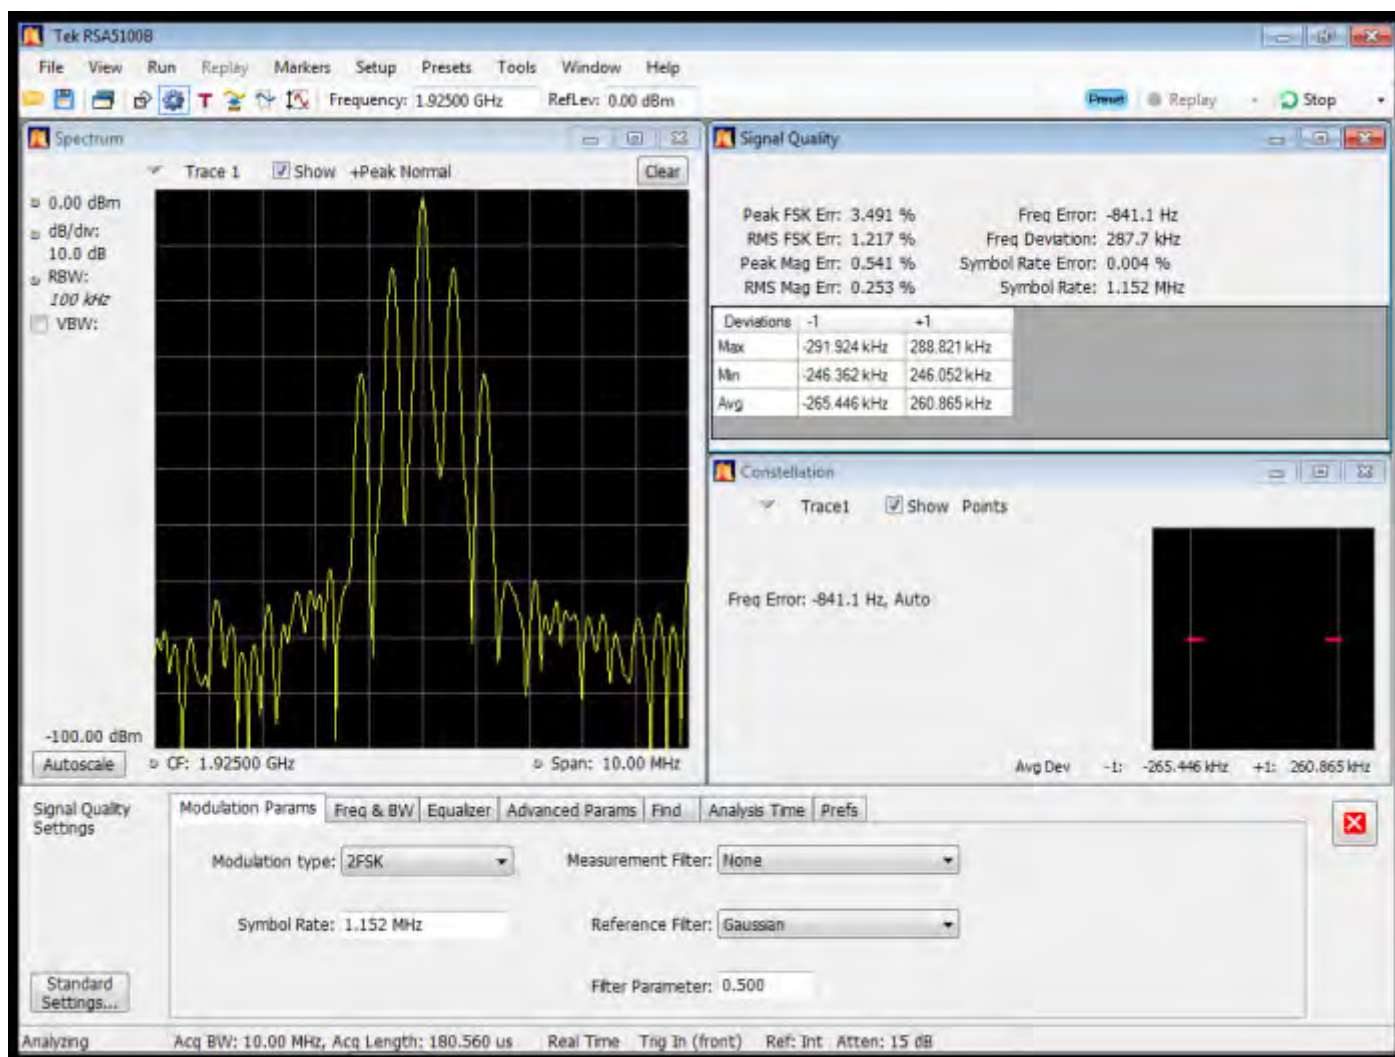 Tek RSA5100B
File View Run Replay Markers Setup Presets Tools Window Help
Frequency: 1.92500 GHz RefLev: 0.00 dBm Preset Replay Stop
Spectrum
Trace 1 Show +Peak Normal Clear
0.00 dBm
dB/div:
10.0 dB
RBW:
100 kHz
VBW:
-100.00 dBm
Autoscale CF: 1.92500 GHz Span: 10.00 MHz
Signal Quality
Peak FSK Err: 3.491 % Freq Error: -841.1 Hz
RMS FSK Err: 1.217 % Freq Deviation: 287.7 kHz
Peak Mag Err: 0.541 % Symbol Rate Error: 0.004 %
RMS Mag Err: 0.253 % Symbol Rate: 1.152 MHz
Deviations -1 +1
Max -291.924 kHz 288.821 kHz
Min -246.362 kHz 246.052 kHz
Avg -265.446 kHz 260.865 kHz
Constellation
Trace1 Show Points
Freq Error: -841.1 Hz, Auto
Avg Dev -1: -265.446 kHz +1: 260.865 kHz
Signal Quality
Settings
Modulation Params Freq & BW Equalizer Advanced Params Find Analysis Time Prefs
Modulation type: 2FSK Measurement Filter: None
Symbol Rate: 1.152 MHz Reference Filter: Gaussian
Filter Parameter: 0.500
Standard
Settings...
Analyzing Acq BW: 10.00 MHz, Acq Length: 180.560 us Real Time Trig In (front) Ref: Int Atten: 15 dB